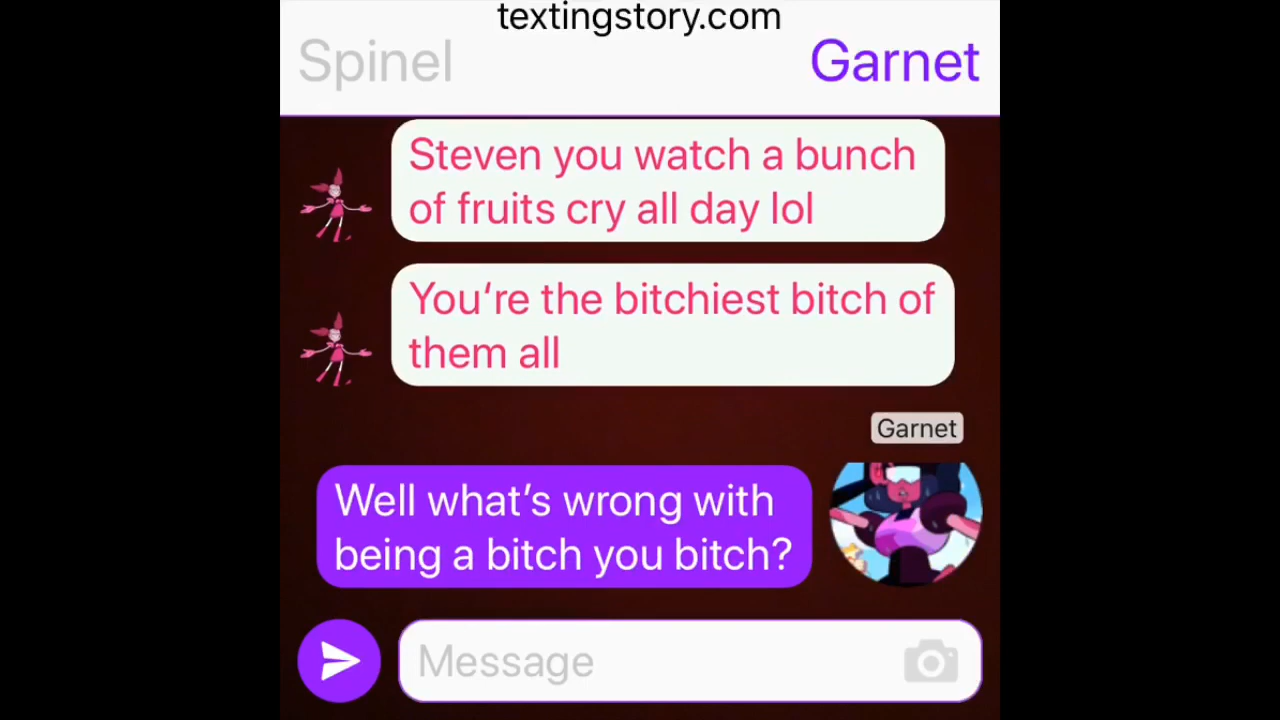 textingstory.com
Spinel
Garnet
Steven you watch a bunch
of fruits cry all day lol
You‘re the bitchiest bitch of
them all
Garnet
Well what’s wrong with
being a bitch you bitch?
Message